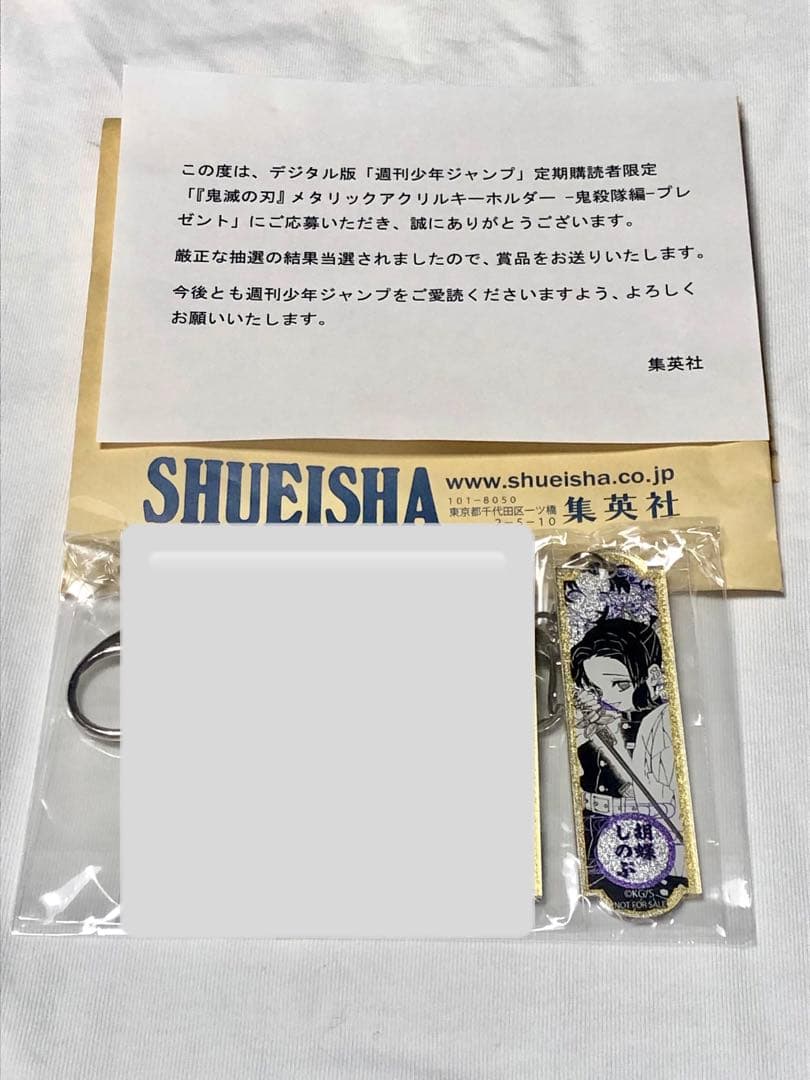 この度は、デジタル版「週刊少年ジャンプ」定期購読者限定
「『鬼滅の刃』メタリックアクリルキーホルダー -鬼殺隊編-プレ
ゼント」にご応募いただき、誠にありがとうございます。
厳正な抽選の結果当選されましたので、賞品をお送りいたします。
今後とも週刊少年ジャンプをご愛読くださいますよう、よろしく
お願いいたします。
集英社
SHUEISHA
www.shueisha.co.jp
101-8050
東京都千代田区一ツ橋
2-5-10
集英社
胡蝶
しのぶ
©KG/S
NOT FOR SALE